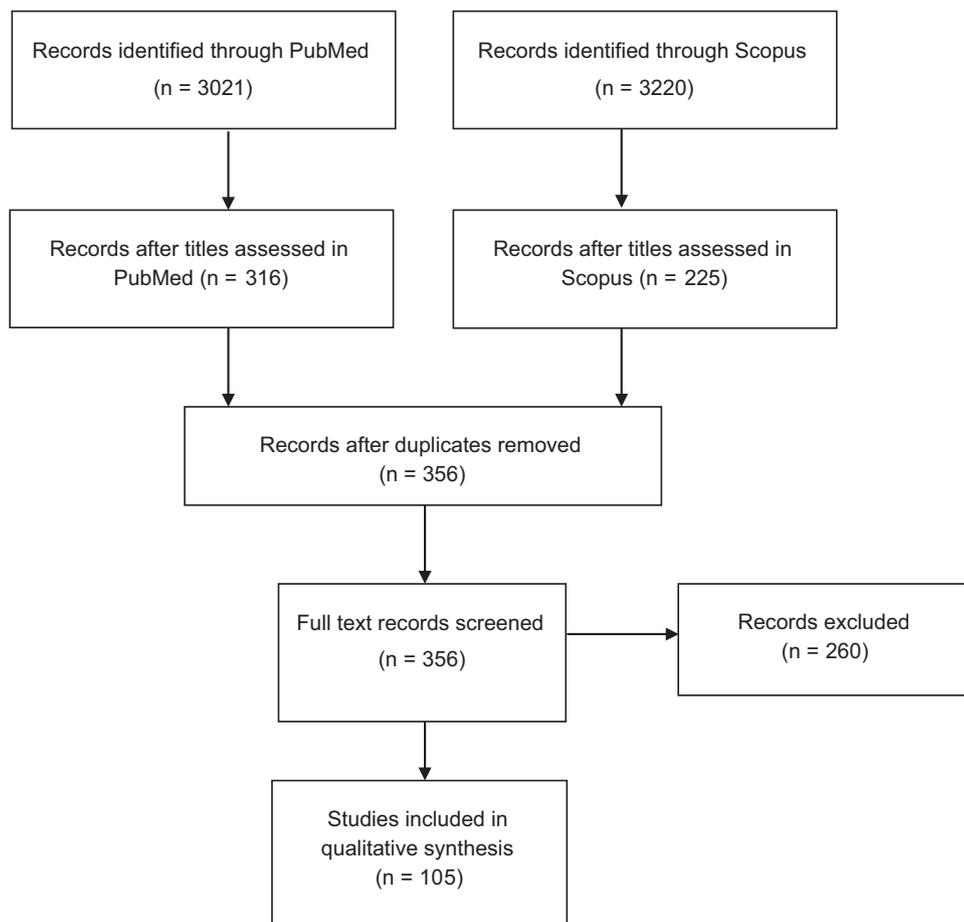 Records identified through PubMed
(n = 3021)
Records identified through Scopus
(n = 3220)
Records after titles assessed in
PubMed (n = 316)
Records after titles assessed in
Scopus (n = 225)
Records after duplicates removed
(n = 356)
Full text records screened
(n = 356)
Records excluded
(n = 260)
Studies included in
qualitative synthesis
(n = 105)